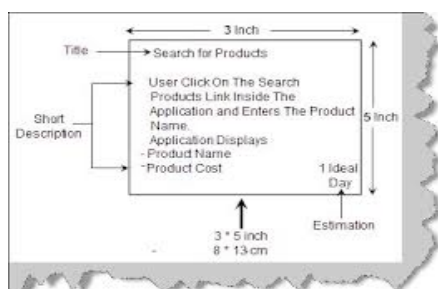 3 Inch
Title
Search for Products
User Click On The Search
Products Link Inside The
Application and Enters The Product
Name.
Application Displays
- Product Name
- Product Cost
Short
Description
5 Inch
1 Ideal
Day
Estimation
3 * 5 inch
8 * 13 cm